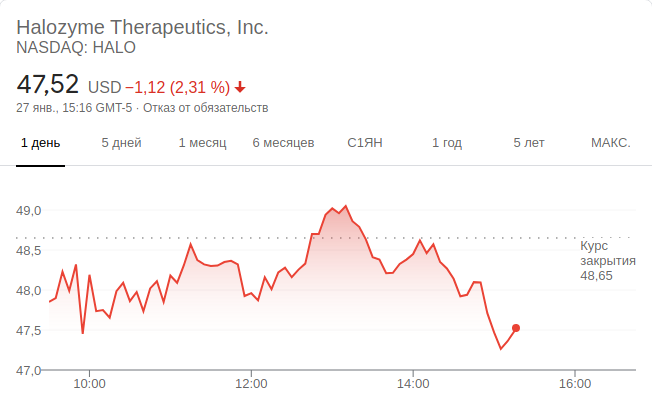 Halozyme Therapeutics, Inc.
NASDAQ: HALO
47,52 USD −1,12 (2,31 %)
27 янв., 15:16 GMT-5 · Отказ от обязательств
1 день 5 дней 1 месяц 6 месяцев С1ЯН 1 год 5 лет МАКС.
49,0
48,5
48,0
47,5
47,0
Курс
закрытия
48,65
10:00 12:00 14:00 16:00